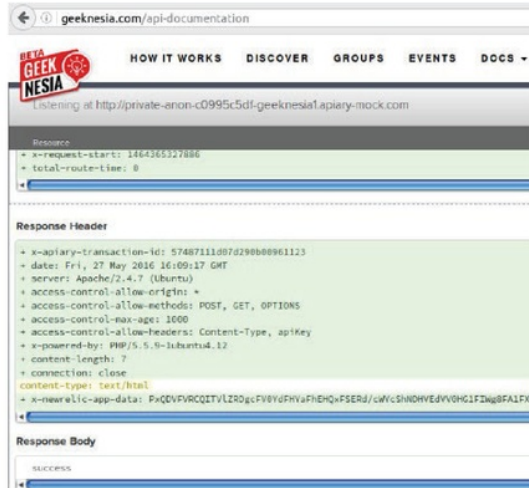 geeknesia.com/api-documentation
BETA
GEEK
NESIA
HOW IT WORKS DISCOVER GROUPS EVENTS DOCS
Listening at http://private-anon-c0995c5df-geeknesia1.apiary-mock.com
Resource
+ x-request-start: 1464365327886
+ total-route-time: 0
Response Header
+ x-apiary-transaction-id: 57487111d07d290b00961123
+ date: Fri, 27 May 2016 16:09:17 GMT
+ server: Apache/2.4.7 (Ubuntu)
+ access-control-allow-origin: *
+ access-control-allow-methods: POST, GET, OPTIONS
+ access-control-max-age: 1000
+ access-control-allow-headers: Content-Type, apiKey
+ x-powered-by: PHP/5.5.9-1ubuntu4.12
+ content-length: 7
+ connection: close
content-type: text/html
+ x-newrelic-app-data:
Response Body
success